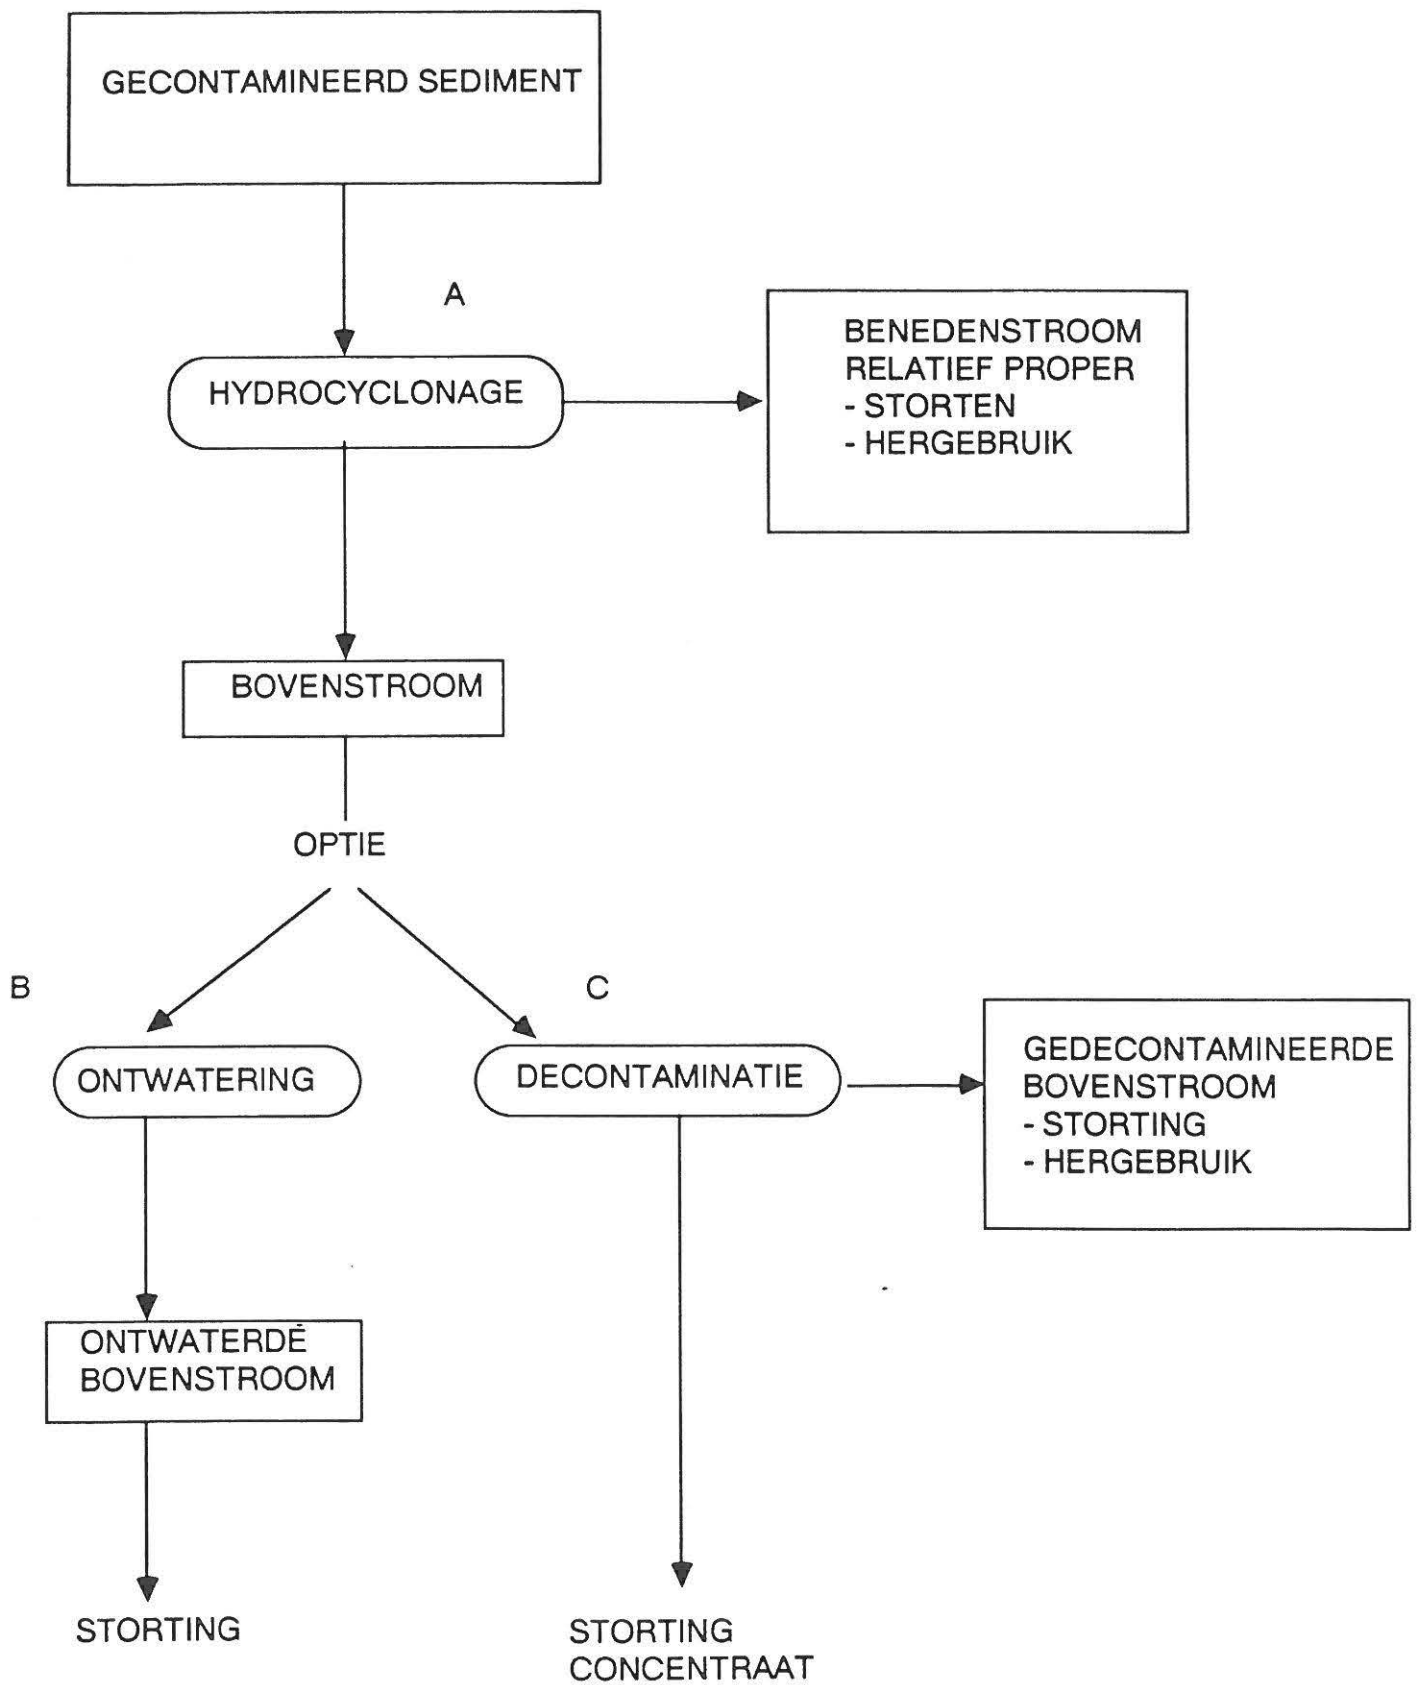 GECONTAMINEERD SEDIMENT
A
HYDROCYCLONAGE
BENEDENSTROOM
RELATIEF PROPER
- STORTEN
- HERGEBRUIK
BOVENSTROOM
OPTIE
B
C
ONTWATERING
DECONTAMINATIE
GEDECONTAMINEERDE
BOVENSTROOM
- STORTING
- HERGEBRUIK
ONTWATERDE
BOVENSTROOM
STORTING
STORTING
CONCENTRAAT